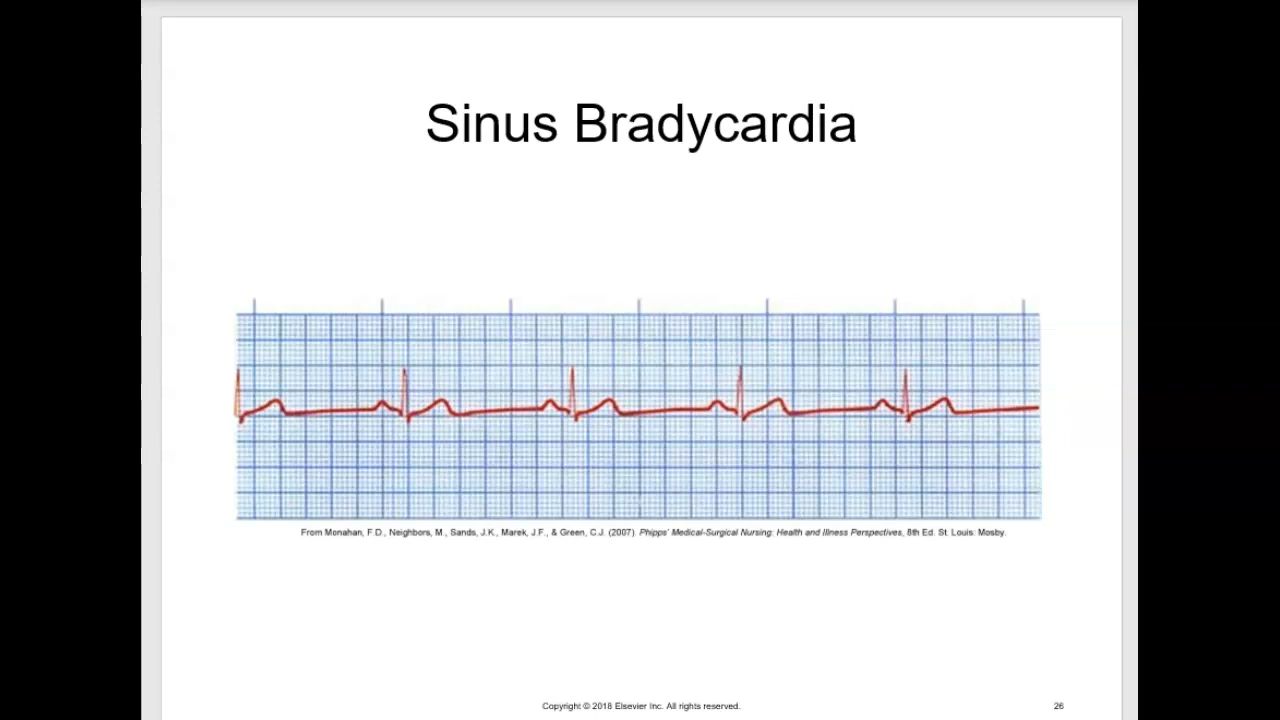 Sinus Bradycardia
From Monahan, F.D., Neighbors, M., Sands, J.K., Marek, J.F., & Green, C.J. (2007). Phipps' Medical-Surgical Nursing: Health and Illness Perspectives, 8th Ed. St. Louis: Mosby.
Copyright © 2018 Elsevier Inc. All rights reserved.
26